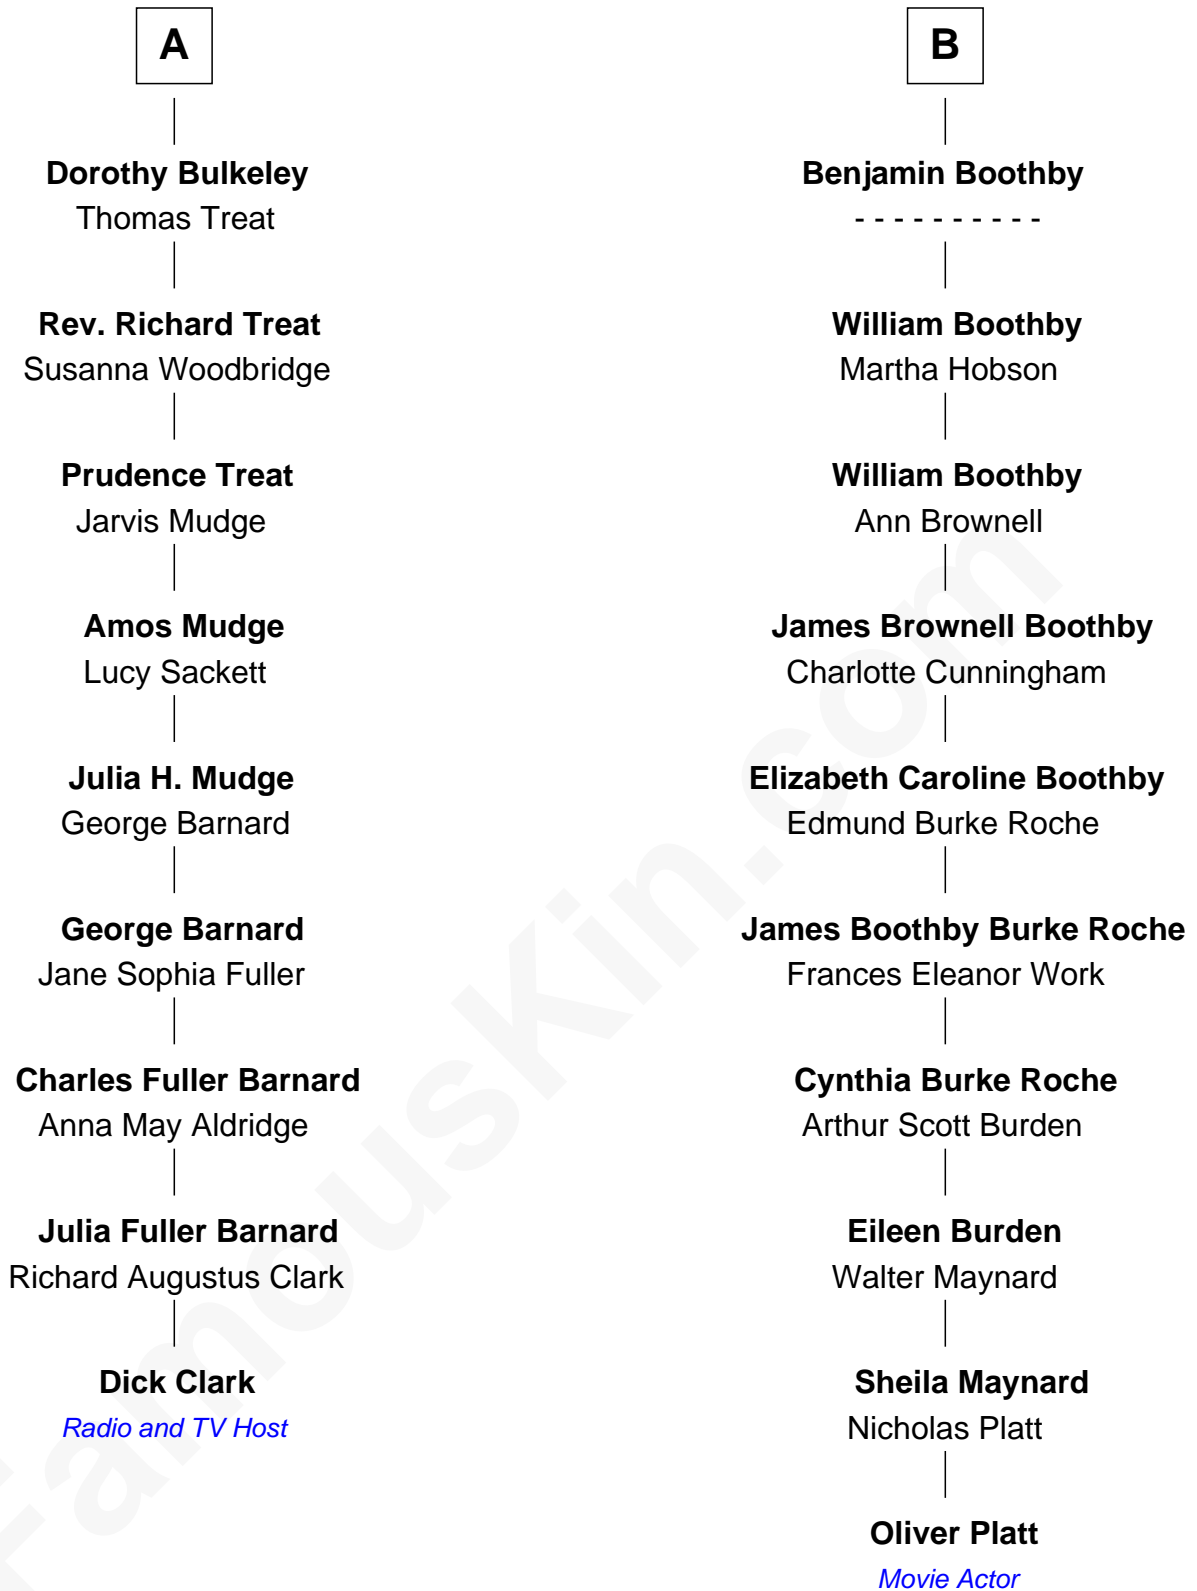 A
Dorothy Bulkeley
Thomas Treat
Rev. Richard Treat
Susanna Woodbridge
Prudence Treat
Jarvis Mudge
Amos Mudge
Lucy Sackett
Julia H. Mudge
George Barnard
George Barnard
Jane Sophia Fuller
Charles Fuller Barnard
Anna May Aldridge
Julia Fuller Barnard
Richard Augustus Clark
Dick Clark
Radio and TV Host
B
Benjamin Boothby
- - - - - - - - - -
William Boothby
Martha Hobson
William Boothby
Ann Brownell
James Brownell Boothby
Charlotte Cunningham
Elizabeth Caroline Boothby
Edmund Burke Roche
James Boothby Burke Roche
Frances Eleanor Work
Cynthia Burke Roche
Arthur Scott Burden
Eileen Burden
Walter Maynard
Sheila Maynard
Nicholas Platt
Oliver Platt
Movie Actor
FamousKin.com